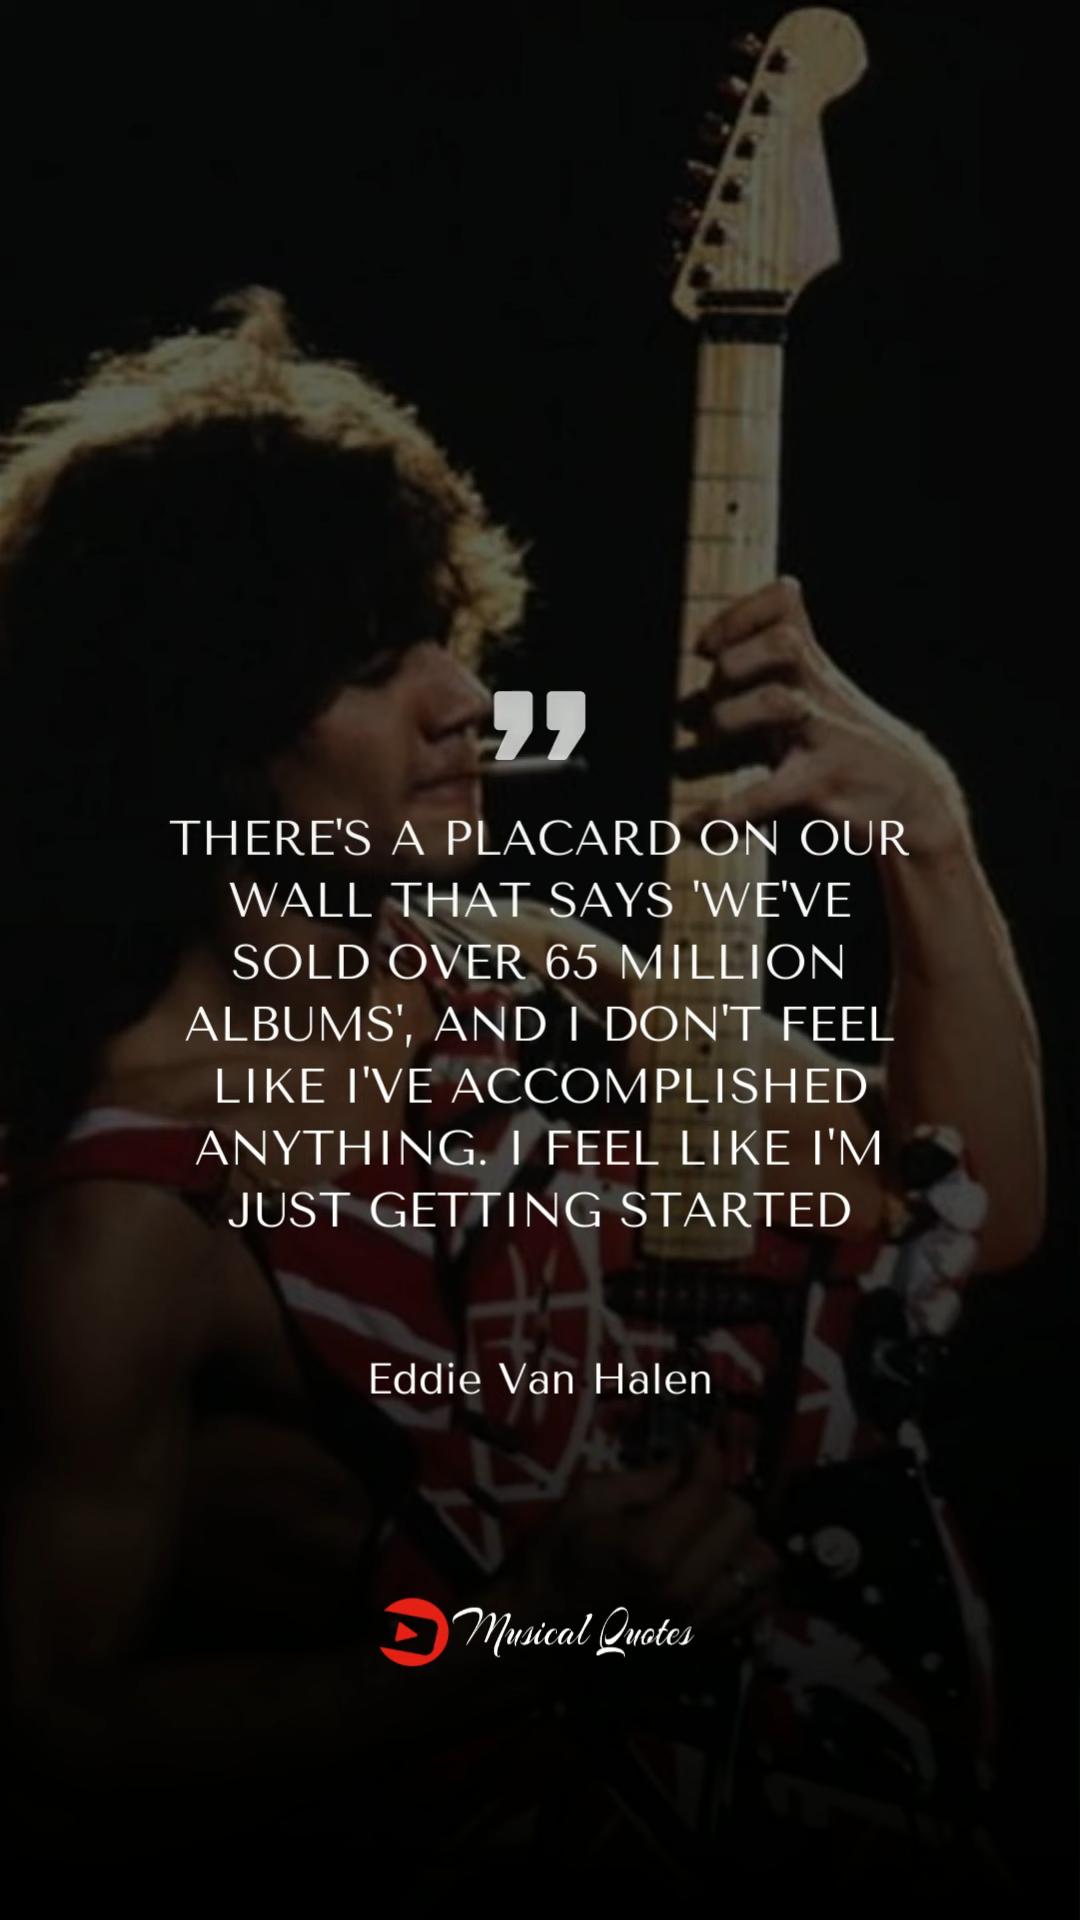 "
THERE'S A PLACARD ON OUR
WALL THAT SAYS 'WE'VE
SOLD OVER 65 MILLION
ALBUMS', AND I DON'T FEEL
LIKE I'VE ACCOMPLISHED
ANYTHING. I FEEL LIKE I'M
JUST GETTING STARTED
Eddie Van Halen
Musical Quotes